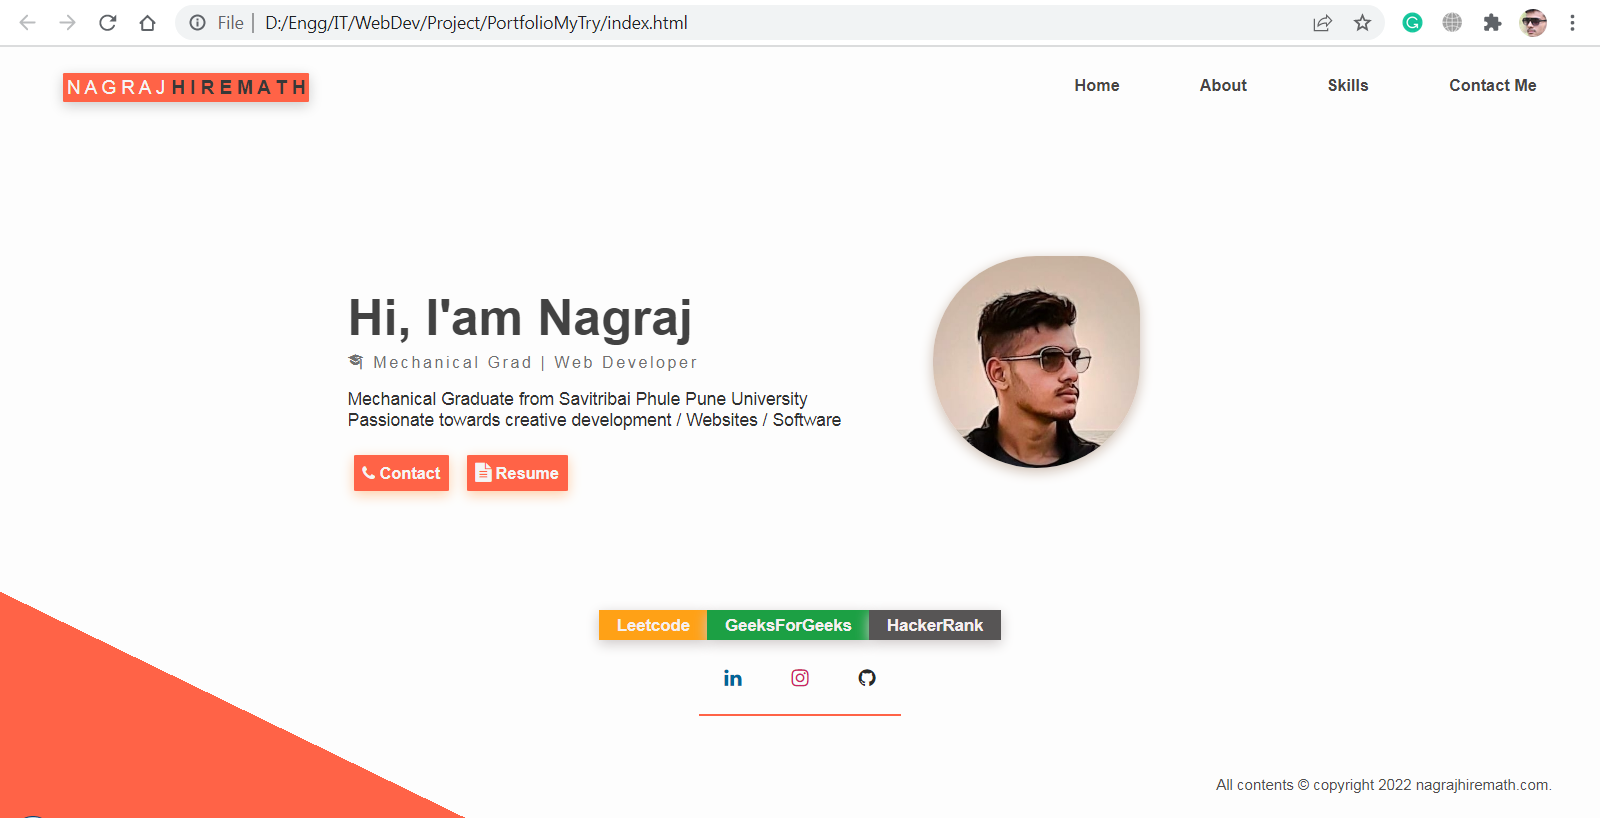 File | D:/Engg/IT/WebDev/Project/PortfolioMyTry/index.html
NAGRAJHIREMATH
Home About Skills Contact Me
Hi, I'am Nagraj
Mechanical Grad | Web Developer
Mechanical Graduate from Savitribai Phule Pune University
Passionate towards creative development / Websites / Software
Contact Resume
Leetcode GeeksForGeeks HackerRank
All contents © copyright 2022 nagrajhiremath.com.